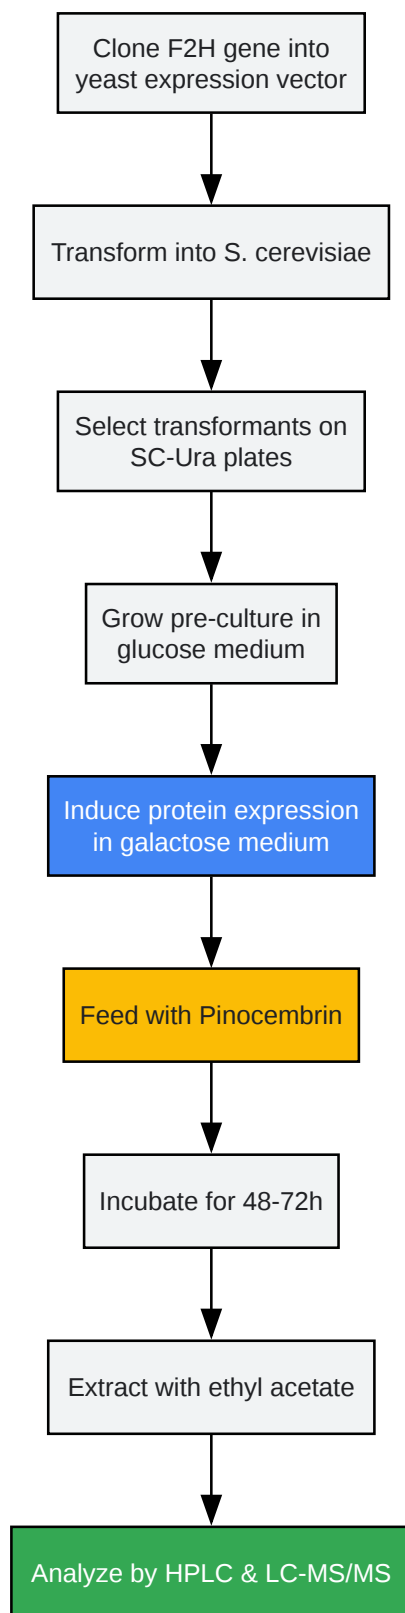 Clone F2H gene into
yeast expression vector
Transform into S. cerevisiae
Select transformants on
SC-Ura plates
Grow pre-culture in
glucose medium
Induce protein expression
in galactose medium
Feed with Pinocembrin
Incubate for 48-72h
Extract with ethyl acetate
Analyze by HPLC & LC-MS/MS